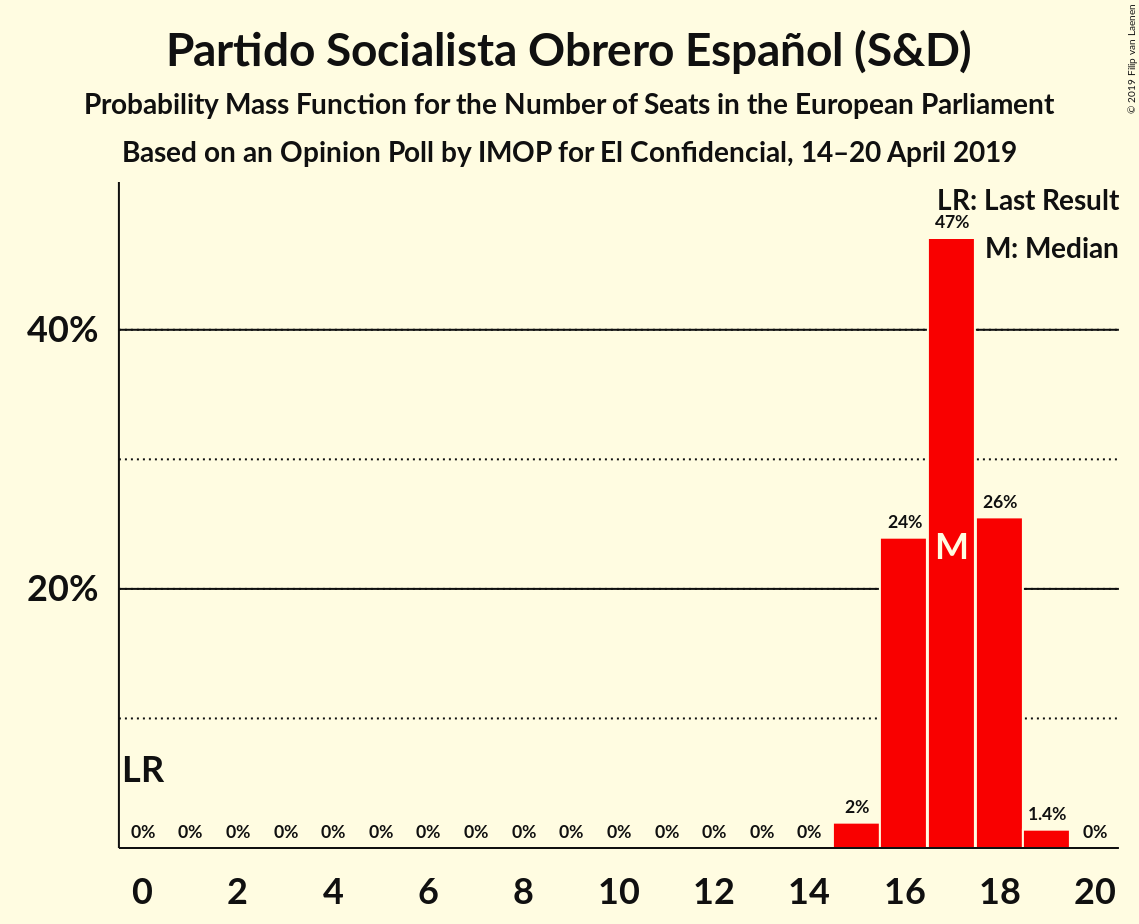 Partido Socialista Obrero Español (S&D)
Probability Mass Function for the Number of Seats in the European Parliament
Based on an Opinion Poll by IMOP for El Confidencial, 14–20 April 2019
© 2019 Filip van Laenen
LR: Last Result
M: Median
47%
40%
26%
24%
M
20%
LR
2%
1.4%
0% 0% 0% 0% 0% 0% 0% 0% 0% 0% 0% 0% 0% 0% 0% 0%
0 2 4 6 8 10 12 14 16 18 20